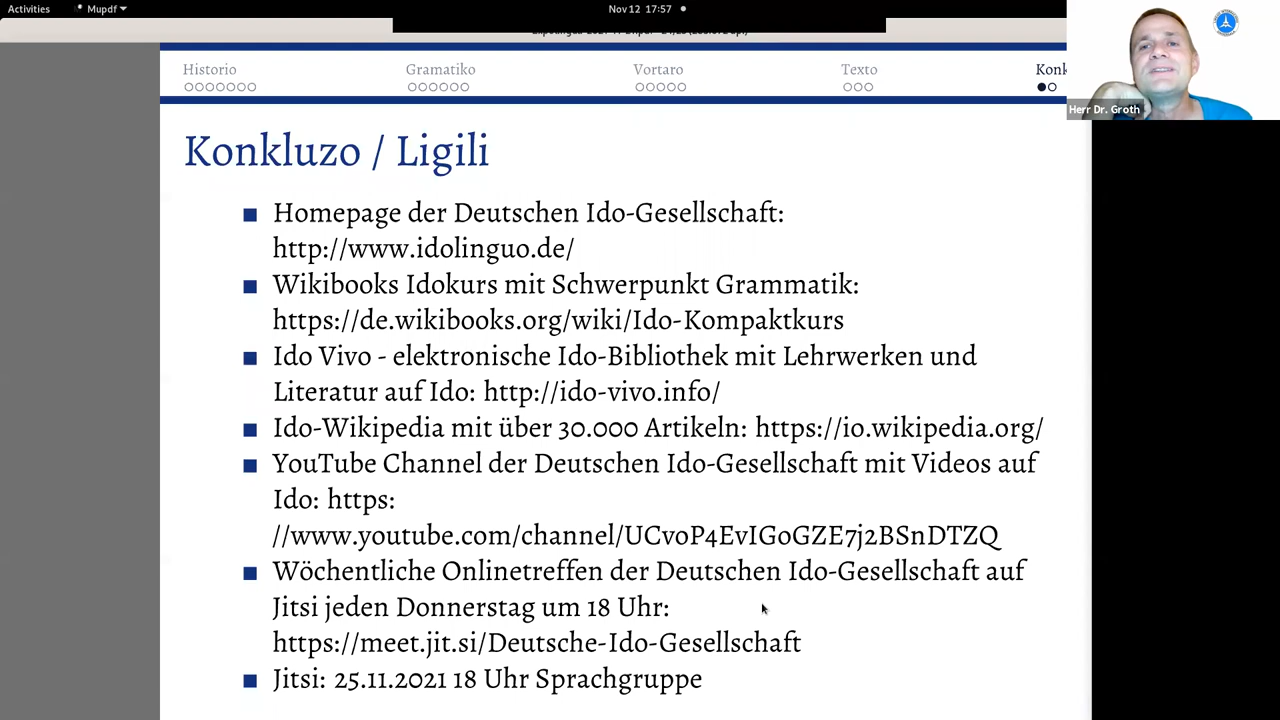 Activities
Mupdf
Nov 12 17:57
Historio
Gramatiko
Vortaro
Texto
Konk
Herr Dr. Groth
Konkluzo / Ligili
Homepage der Deutschen Ido-Gesellschaft:
http://www.idolinguo.de/
Wikibooks Idokurs mit Schwerpunkt Grammatik:
https://de.wikibooks.org/wiki/Ido-Kompaktkurs
Ido Vivo - elektronische Ido-Bibliothek mit Lehrwerken und
Literatur auf Ido: http://ido-vivo.info/
Ido-Wikipedia mit über 30.000 Artikeln: https://io.wikipedia.org/
YouTube Channel der Deutschen Ido-Gesellschaft mit Videos auf
Ido: https:
//www.youtube.com/channel/UCvoP4EvIGoGZE7j2BSnDTZQ
Wöchentliche Onlinetreffen der Deutschen Ido-Gesellschaft auf
Jitsi jeden Donnerstag um 18 Uhr:
https://meet.jit.si/Deutsche-Ido-Gesellschaft
Jitsi: 25.11.2021 18 Uhr Sprachgruppe